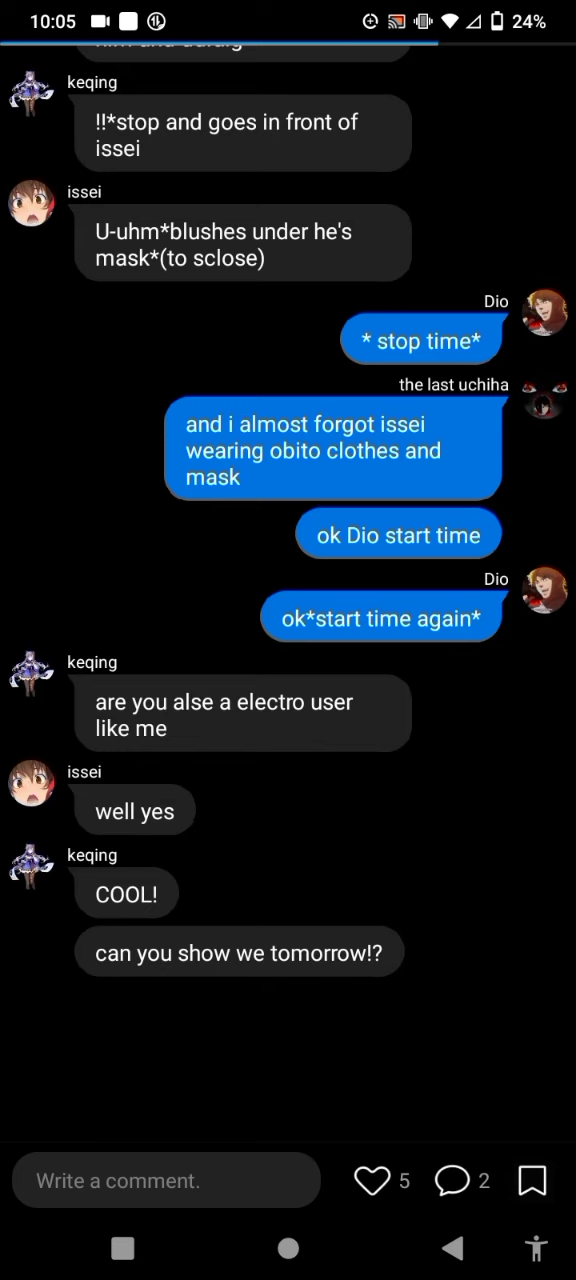 10:05
24%
keqing
!!*stop and goes in front of
issei
issei
U-uhm*blushes under he's
mask*(to sclose)
Dio
* stop time*
the last uchiha
and i almost forgot issei
wearing obito clothes and
mask
ok Dio start time
Dio
ok*start time again*
keqing
are you alse a electro user
like me
issei
well yes
keqing
COOL!
can you show we tomorrow!?
Write a comment.
5
2